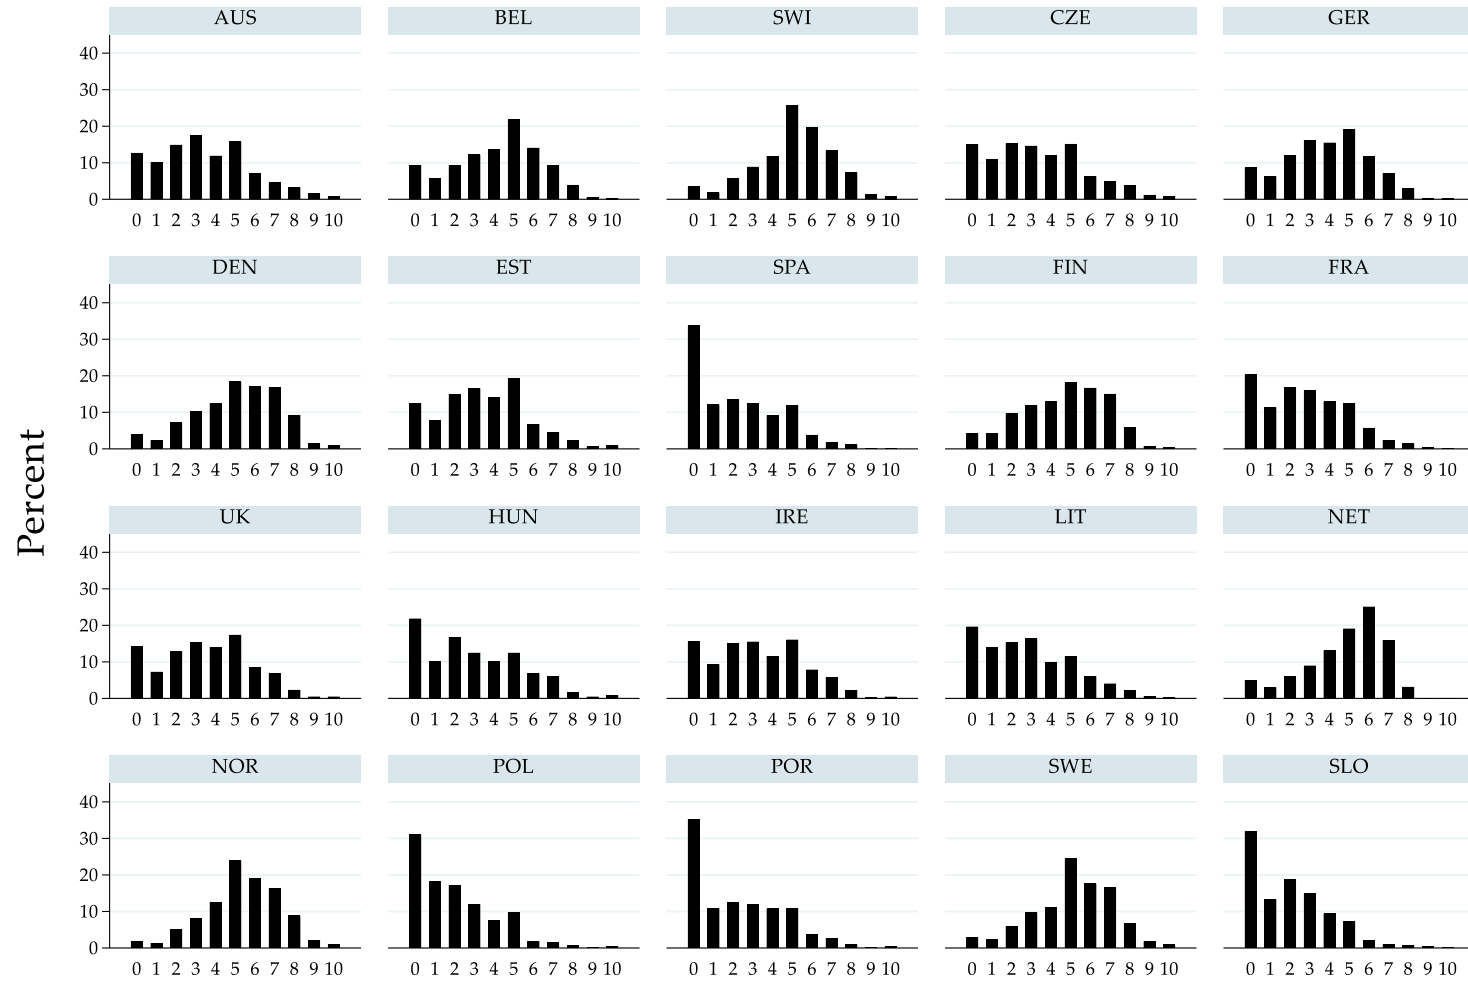 AUS BEL SWI CZE GER
40
30
20
10
0
0 1 2 3 4 5 6 7 8 9 10 0 1 2 3 4 5 6 7 8 9 10 0 1 2 3 4 5 6 7 8 9 10 0 1 2 3 4 5 6 7 8 9 10 0 1 2 3 4 5 6 7 8 9 10
DEN EST SPA FIN FRA
40
30
20
10
0
0 1 2 3 4 5 6 7 8 9 10 0 1 2 3 4 5 6 7 8 9 10 0 1 2 3 4 5 6 7 8 9 10 0 1 2 3 4 5 6 7 8 9 10 0 1 2 3 4 5 6 7 8 9 10
Percent
UK HUN IRE LIT NET
40
30
20
10
0
0 1 2 3 4 5 6 7 8 9 10 0 1 2 3 4 5 6 7 8 9 10 0 1 2 3 4 5 6 7 8 9 10 0 1 2 3 4 5 6 7 8 9 10 0 1 2 3 4 5 6 7 8 9 10
NOR POL POR SWE SLO
40
30
20
10
0
0 1 2 3 4 5 6 7 8 9 10 0 1 2 3 4 5 6 7 8 9 10 0 1 2 3 4 5 6 7 8 9 10 0 1 2 3 4 5 6 7 8 9 10 0 1 2 3 4 5 6 7 8 9 10